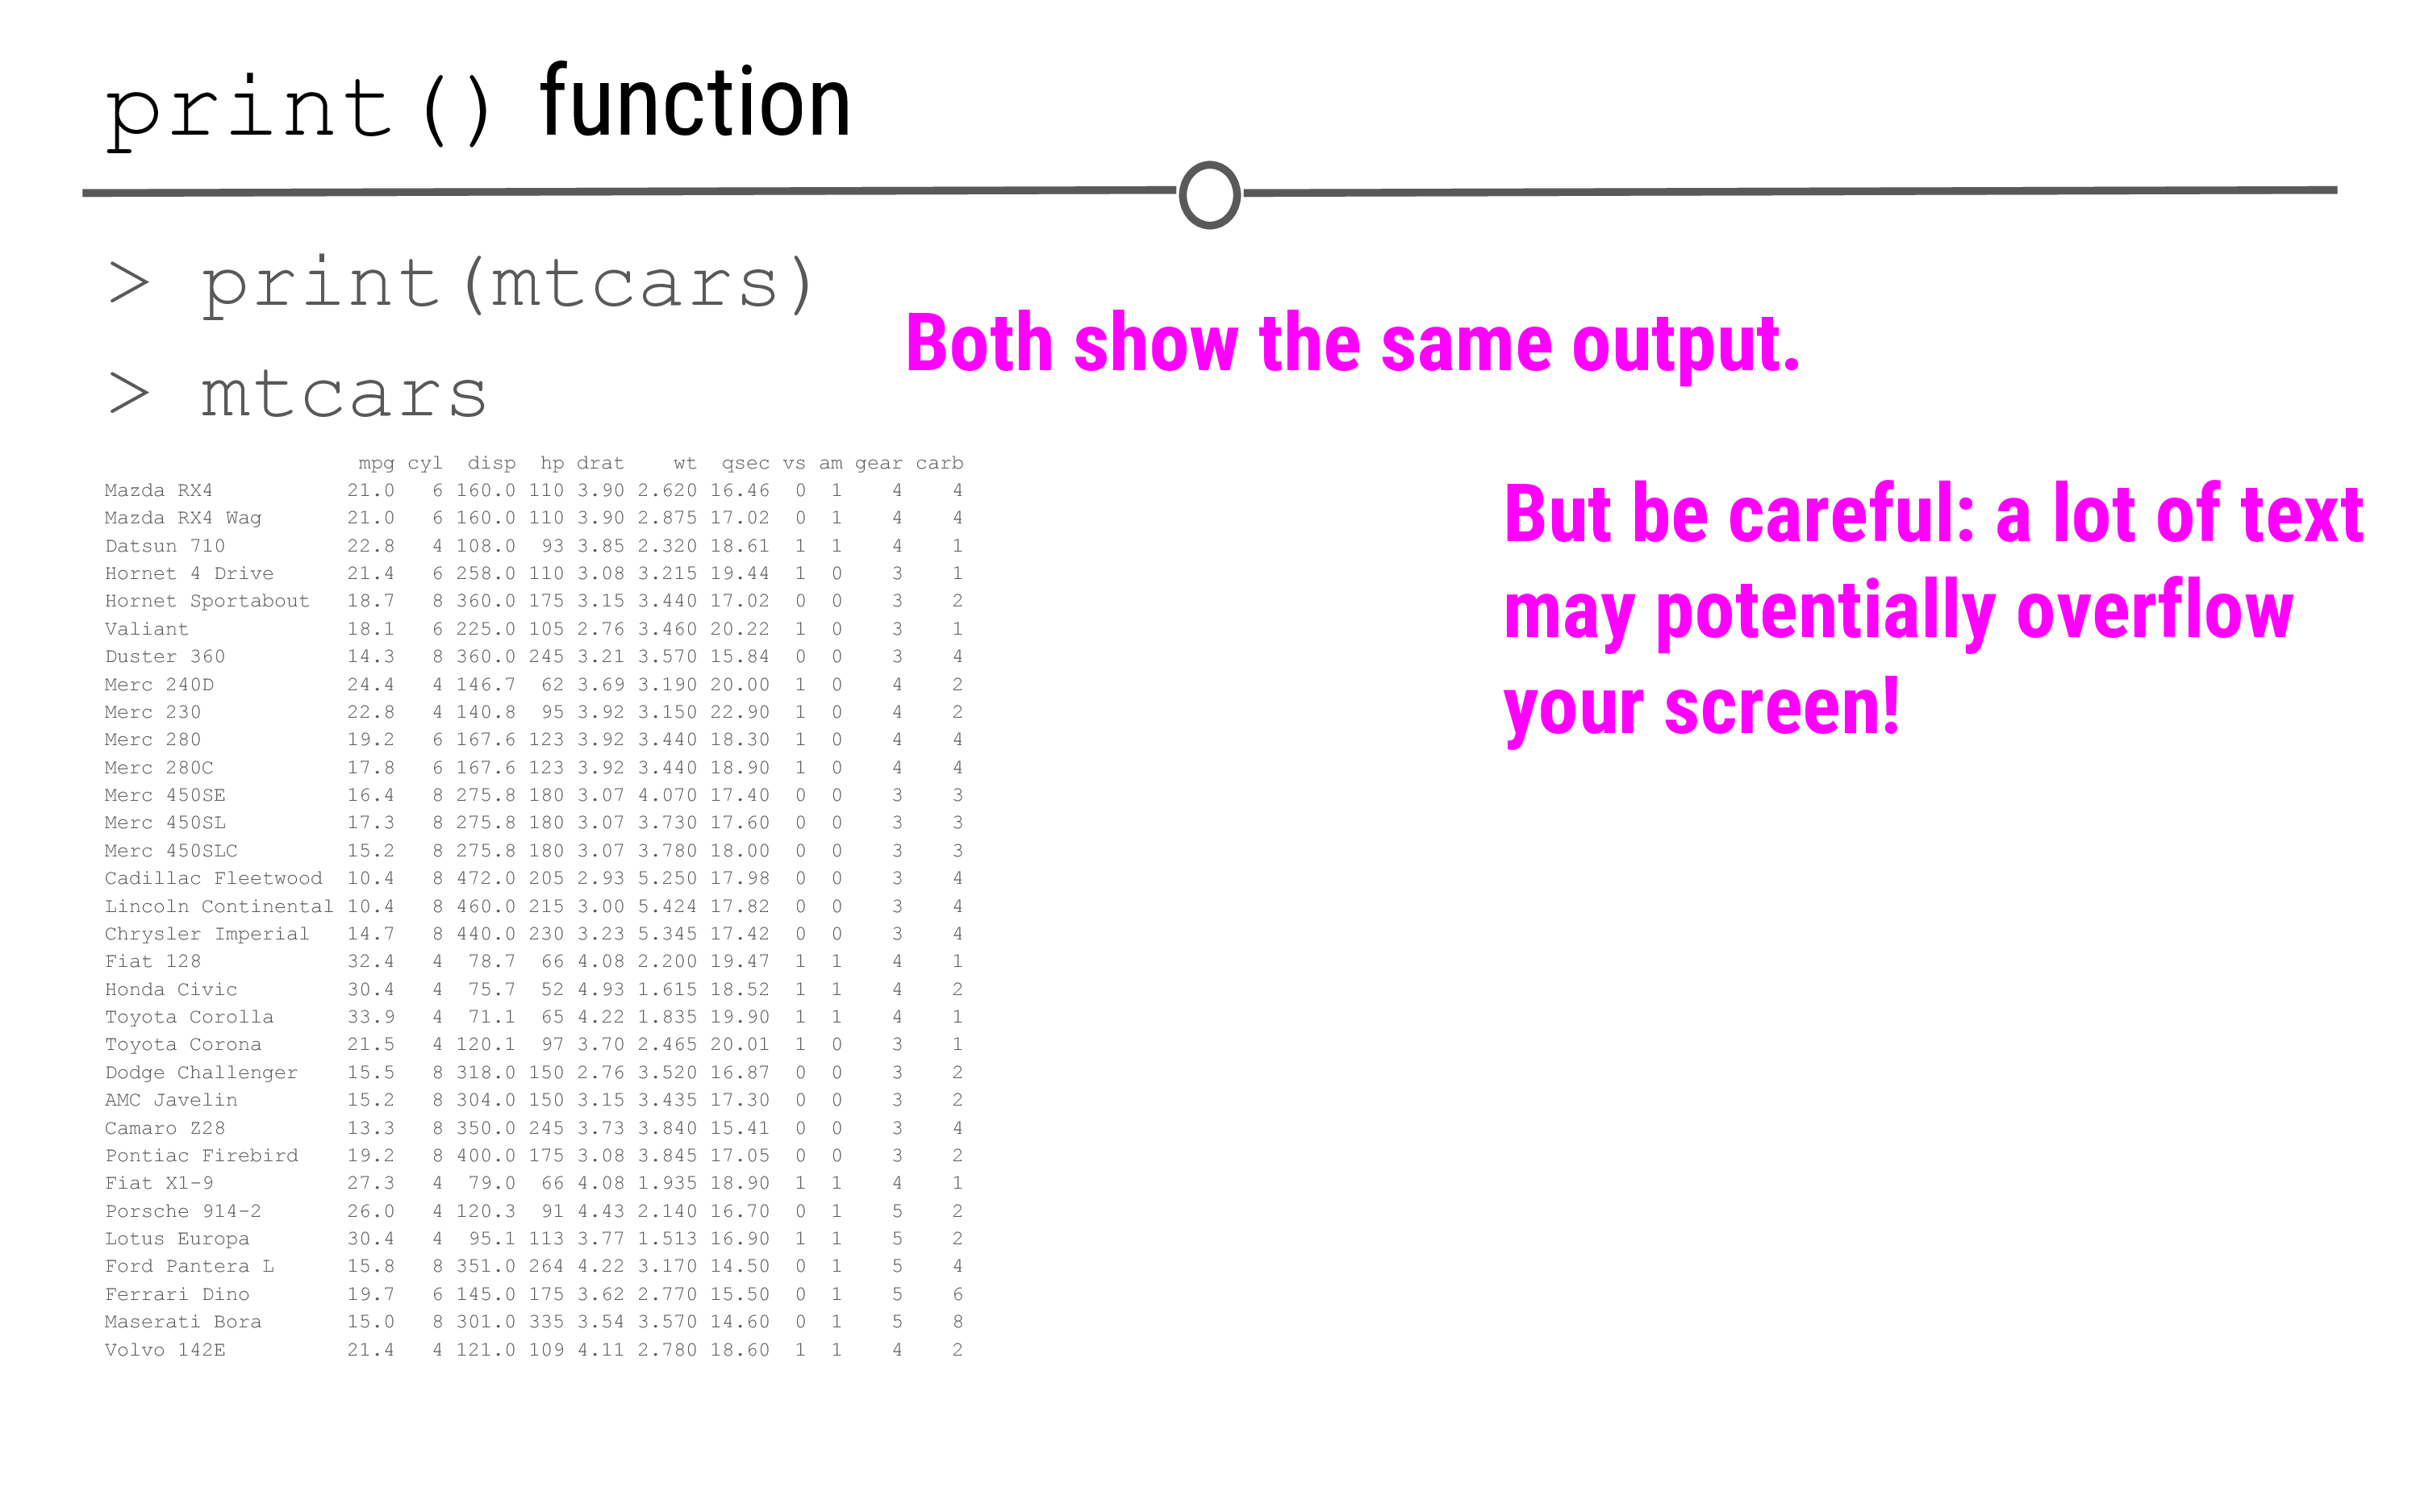 print() function
> print(mtcars)
> mtcars
Both show the same output.
                     mpg cyl  disp  hp drat    wt  qsec vs am gear carb
Mazda RX4           21.0   6 160.0 110 3.90 2.620 16.46  0  1    4    4
Mazda RX4 Wag       21.0   6 160.0 110 3.90 2.875 17.02  0  1    4    4
Datsun 710          22.8   4 108.0  93 3.85 2.320 18.61  1  1    4    1
Hornet 4 Drive      21.4   6 258.0 110 3.08 3.215 19.44  1  0    3    1
Hornet Sportabout   18.7   8 360.0 175 3.15 3.440 17.02  0  0    3    2
Valiant             18.1   6 225.0 105 2.76 3.460 20.22  1  0    3    1
Duster 360          14.3   8 360.0 245 3.21 3.570 15.84  0  0    3    4
Merc 240D           24.4   4 146.7  62 3.69 3.190 20.00  1  0    4    2
Merc 230            22.8   4 140.8  95 3.92 3.150 22.90  1  0    4    2
Merc 280            19.2   6 167.6 123 3.92 3.440 18.30  1  0    4    4
Merc 280C           17.8   6 167.6 123 3.92 3.440 18.90  1  0    4    4
Merc 450SE          16.4   8 275.8 180 3.07 4.070 17.40  0  0    3    3
Merc 450SL          17.3   8 275.8 180 3.07 3.730 17.60  0  0    3    3
Merc 450SLC         15.2   8 275.8 180 3.07 3.780 18.00  0  0    3    3
Cadillac Fleetwood  10.4   8 472.0 205 2.93 5.250 17.98  0  0    3    4
Lincoln Continental 10.4   8 460.0 215 3.00 5.424 17.82  0  0    3    4
Chrysler Imperial   14.7   8 440.0 230 3.23 5.345 17.42  0  0    3    4
Fiat 128            32.4   4  78.7  66 4.08 2.200 19.47  1  1    4    1
Honda Civic         30.4   4  75.7  52 4.93 1.615 18.52  1  1    4    2
Toyota Corolla      33.9   4  71.1  65 4.22 1.835 19.90  1  1    4    1
Toyota Corona       21.5   4 120.1  97 3.70 2.465 20.01  1  0    3    1
Dodge Challenger    15.5   8 318.0 150 2.76 3.520 16.87  0  0    3    2
AMC Javelin         15.2   8 304.0 150 3.15 3.435 17.30  0  0    3    2
Camaro Z28          13.3   8 350.0 245 3.73 3.840 15.41  0  0    3    4
Pontiac Firebird    19.2   8 400.0 175 3.08 3.845 17.05  0  0    3    2
Fiat X1-9           27.3   4  79.0  66 4.08 1.935 18.90  1  1    4    1
Porsche 914-2       26.0   4 120.3  91 4.43 2.140 16.70  0  1    5    2
Lotus Europa        30.4   4  95.1 113 3.77 1.513 16.90  1  1    5    2
Ford Pantera L      15.8   8 351.0 264 4.22 3.170 14.50  0  1    5    4
Ferrari Dino        19.7   6 145.0 175 3.62 2.770 15.50  0  1    5    6
Maserati Bora       15.0   8 301.0 335 3.54 3.570 14.60  0  1    5    8
Volvo 142E          21.4   4 121.0 109 4.11 2.780 18.60  1  1    4    2
But be careful: a lot of text
may potentially overflow
your screen!